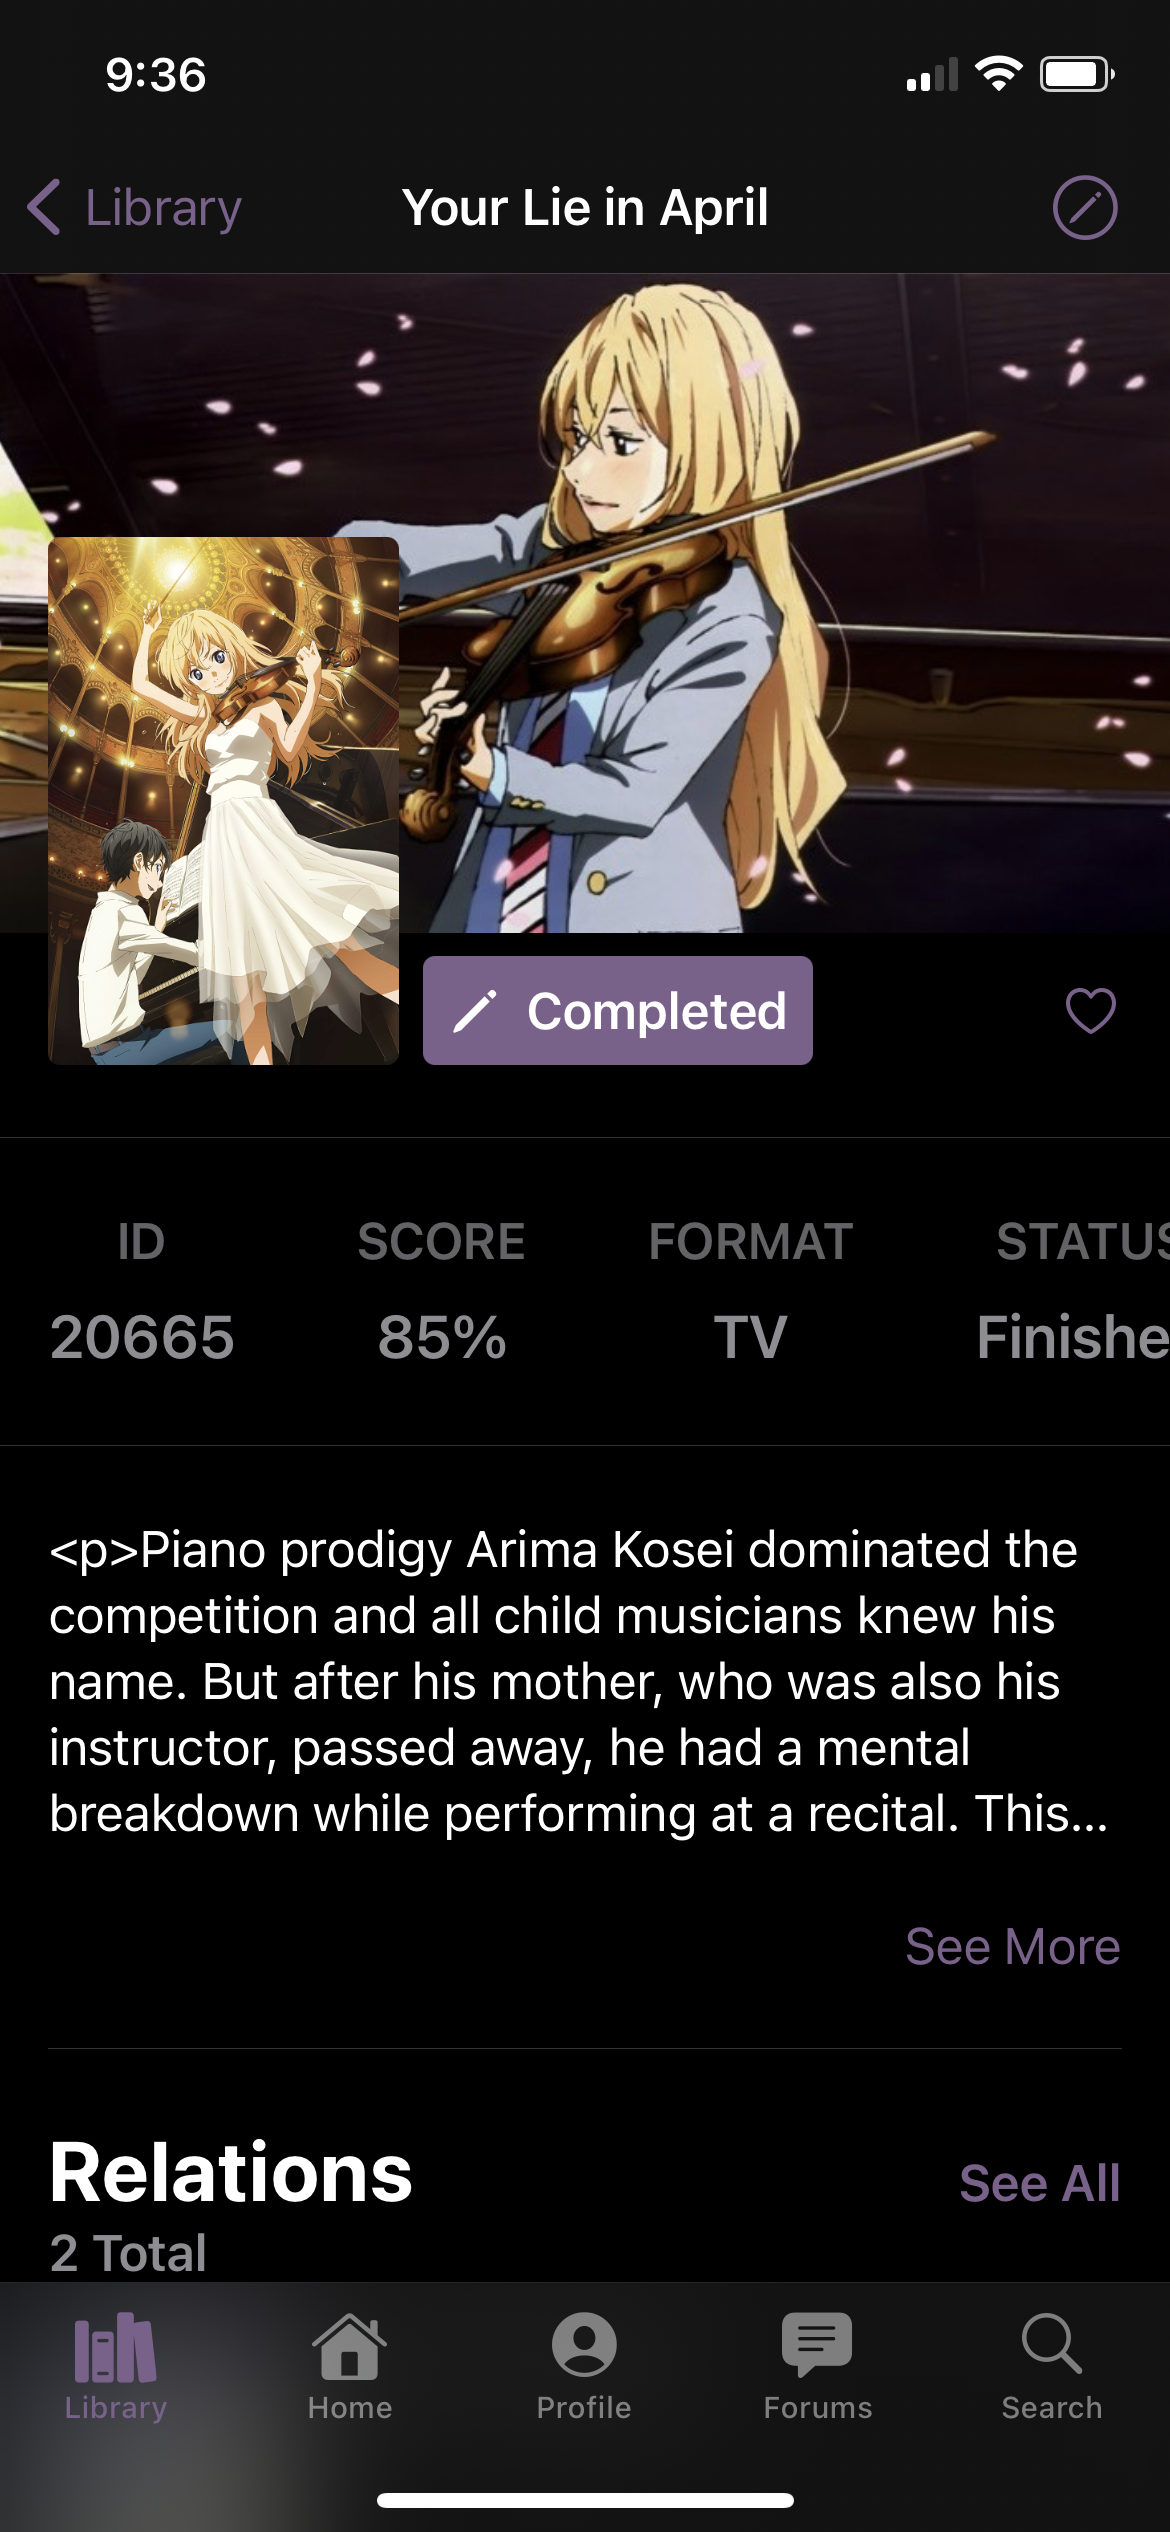 9:36
Library
Your Lie in April
Completed
ID
SCORE
FORMAT
STATUS
20665
85%
TV
Finishe
<p>Piano prodigy Arima Kosei dominated the
competition and all child musicians knew his
name. But after his mother, who was also his
instructor, passed away, he had a mental
breakdown while performing at a recital. This...
See More
Relations
See All
2 Total
Library
Home
Profile
Forums
Search